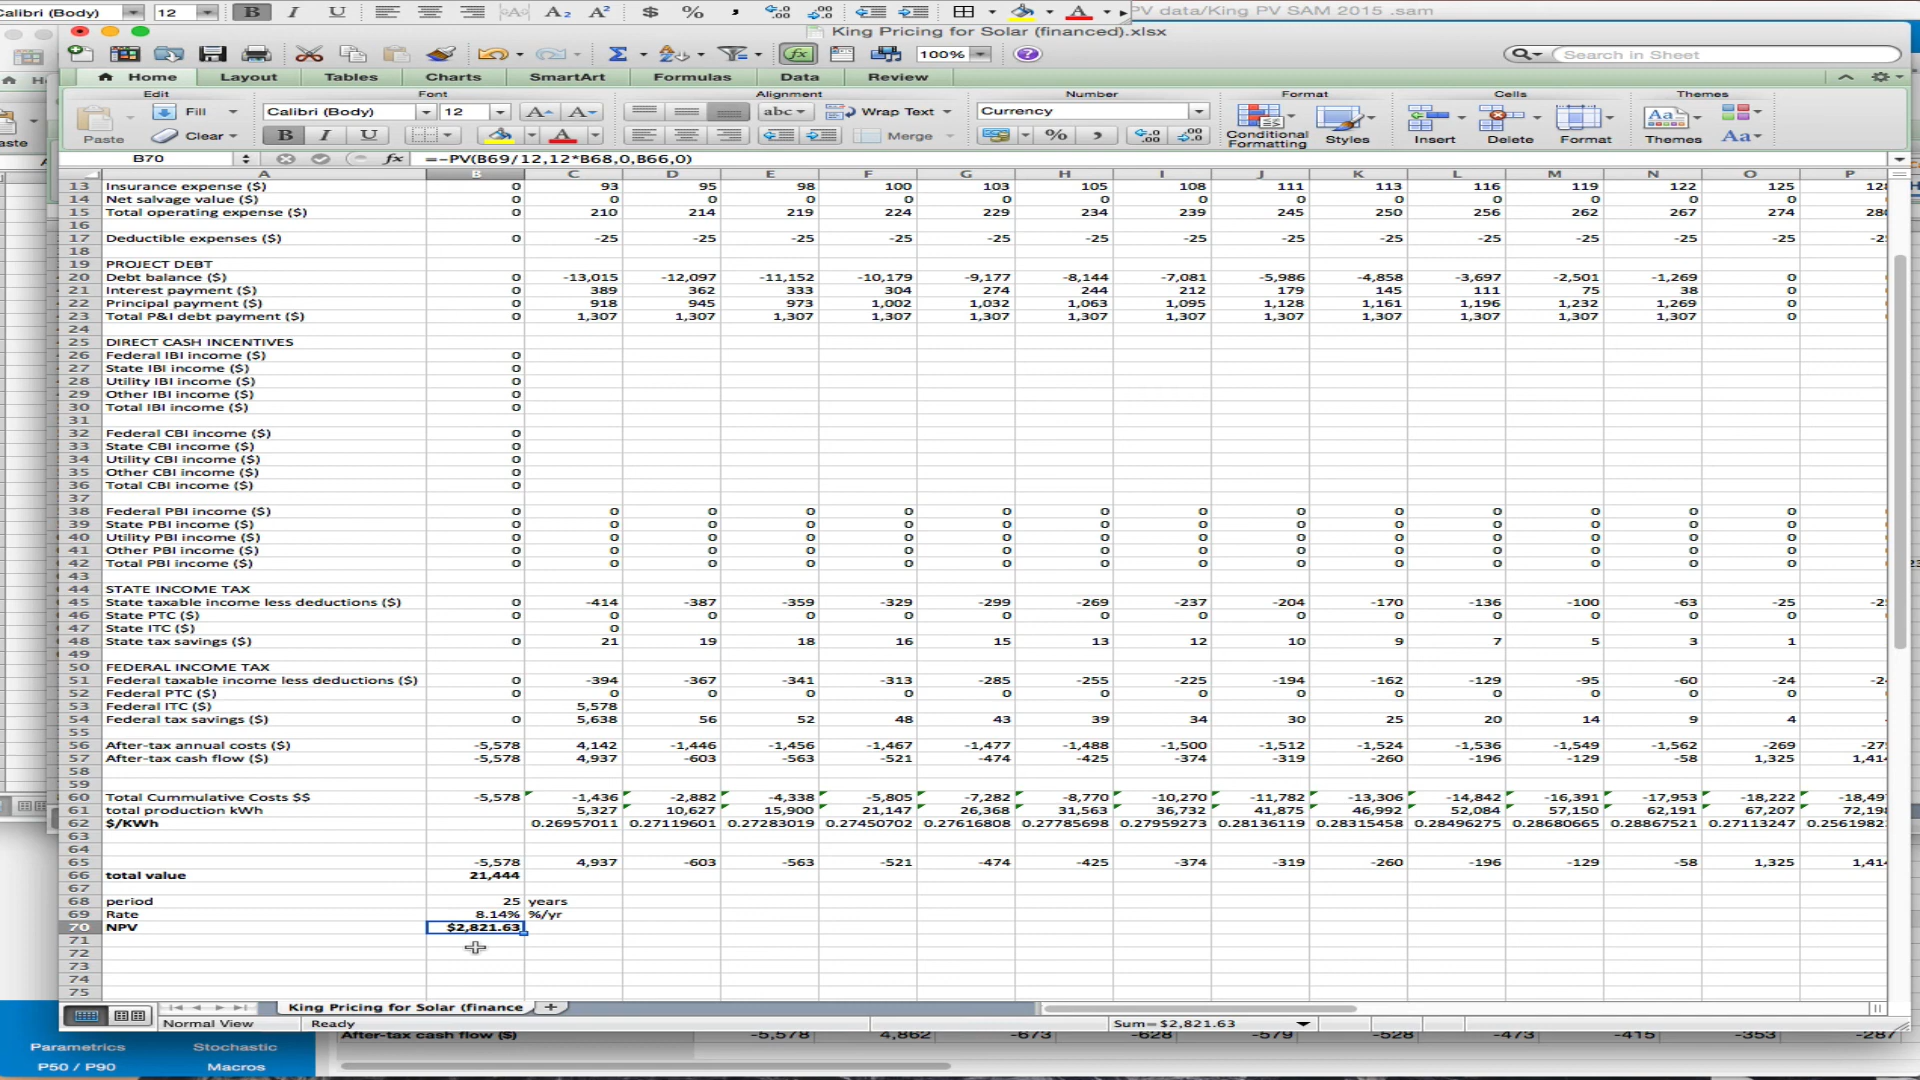 Calibri (Body) 12 B I U $ % PV data/King PV SAM 2015 .sam
King Pricing for Solar (financed).xlsx
100% Search in Sheet
Home Layout Tables Charts SmartArt Formulas Data Review
Edit Font Alignment Number Format Cells Themes
Fill Calibri (Body) 12 abc Wrap Text Currency
Paste Clear B I U Merge % Conditional Formatting Styles Insert Delete Format Themes Aa
B70 fx =-PV(B69/12,12*B68,0,B66,0)
A B C D E F G H I J K L M N O P
13 Insurance expense ($) 0 93 95 98 100 103 105 108 111 113 116 119 122 125
14 Net salvage value ($) 0 0 0 0 0 0 0 0 0 0 0 0 0 0
15 Total operating expense ($) 0 210 214 219 224 229 234 239 245 250 256 262 267 274
16
17 Deductible expenses ($) 0 -25 -25 -25 -25 -25 -25 -25 -25 -25 -25 -25 -25 -25
18
19 PROJECT DEBT
20 Debt balance ($) 0 -13,015 -12,097 -11,152 -10,179 -9,177 -8,144 -7,081 -5,986 -4,858 -3,697 -2,501 -1,269 0
21 Interest payment ($) 0 389 362 333 304 274 244 212 179 145 111 75 38 0
22 Principal payment ($) 0 918 945 973 1,002 1,032 1,063 1,095 1,128 1,161 1,196 1,232 1,269 0
23 Total P&I debt payment ($) 0 1,307 1,307 1,307 1,307 1,307 1,307 1,307 1,307 1,307 1,307 1,307 1,307 0
24
25 DIRECT CASH INCENTIVES
26 Federal IBI income ($) 0
27 State IBI income ($) 0
28 Utility IBI income ($) 0
29 Other IBI income ($) 0
30 Total IBI income ($) 0
31
32 Federal CBI income ($) 0
33 State CBI income ($) 0
34 Utility CBI income ($) 0
35 Other CBI income ($) 0
36 Total CBI income ($) 0
37
38 Federal PBI income ($) 0 0 0 0 0 0 0 0 0 0 0 0 0 0
39 State PBI income ($) 0 0 0 0 0 0 0 0 0 0 0 0 0 0
40 Utility PBI income ($) 0 0 0 0 0 0 0 0 0 0 0 0 0 0
41 Other PBI income ($) 0 0 0 0 0 0 0 0 0 0 0 0 0 0
42 Total PBI income ($) 0 0 0 0 0 0 0 0 0 0 0 0 0 0
43
44 STATE INCOME TAX
45 State taxable income less deductions ($) 0 -414 -387 -359 -329 -299 -269 -237 -204 -170 -136 -100 -63 -25
46 State PTC ($) 0 0 0 0 0 0 0 0 0 0 0 0 0 0
47 State ITC ($) 0
48 State tax savings ($) 0 21 19 18 16 15 13 12 10 9 7 5 3 1
49
50 FEDERAL INCOME TAX
51 Federal taxable income less deductions ($) 0 -394 -367 -341 -313 -285 -255 -225 -194 -162 -129 -95 -60 -24
52 Federal PTC ($) 0 0 0 0 0 0 0 0 0 0 0 0 0 0
53 Federal ITC ($) 5,578
54 Federal tax savings ($) 0 5,638 56 52 48 43 39 34 30 25 20 14 9 4
55
56 After-tax annual costs ($) -5,578 4,142 -1,446 -1,456 -1,467 -1,477 -1,488 -1,500 -1,512 -1,524 -1,536 -1,549 -1,562 -269
57 After-tax cash flow ($) -5,578 4,937 -603 -563 -521 -474 -425 -374 -319 -260 -196 -129 -58 1,325
58
59
60 Total Cummulative Costs $$ -5,578 -1,436 -2,882 -4,338 -5,805 -7,282 -8,770 -10,270 -11,782 -13,306 -14,842 -16,391 -17,953 -18,222
61 total production kWh 5,327 10,627 15,900 21,147 26,368 31,563 36,732 41,875 46,992 52,084 57,150 62,191 67,207
62 $/KWh 0.26957011 0.27119601 0.27283019 0.27450702 0.27616808 0.27785698 0.27959273 0.28136119 0.28315458 0.28496275 0.28680665 0.28867521 0.27113247
63
64
65 -5,578 4,937 -603 -563 -521 -474 -425 -374 -319 -260 -196 -129 -58 1,325
66 total value 21,444
67
68 period 25 years
69 Rate 8.14% %/yr
70 NPV $2,821.63
71
72
73
74
75
King Pricing for Solar (finance
Normal View Ready Sum=$2,821.63
After-tax cash flow ($) -5,578 4,862 -673 -628 -579 -528 -473 -415 -353 -287
Parametrics Stochastic
P50 / P90 Macros